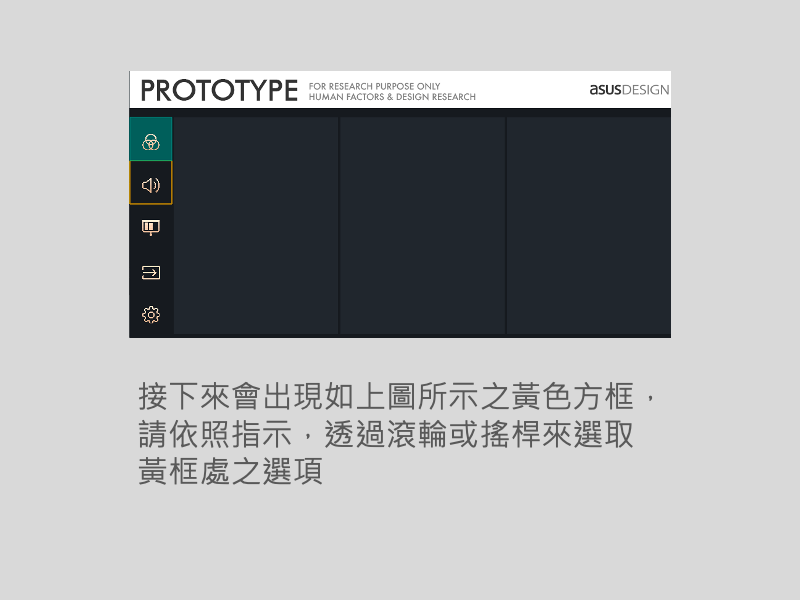 PROTOTYPE
FOR RESEARCH PURPOSE ONLY
HUMAN FACTORS & DESIGN RESEARCH
ASUS DESIGN
接下來會出現如上圖所示之黃色方框，
請依照指示，透過滾輪或搖桿來選取
黃框處之選項